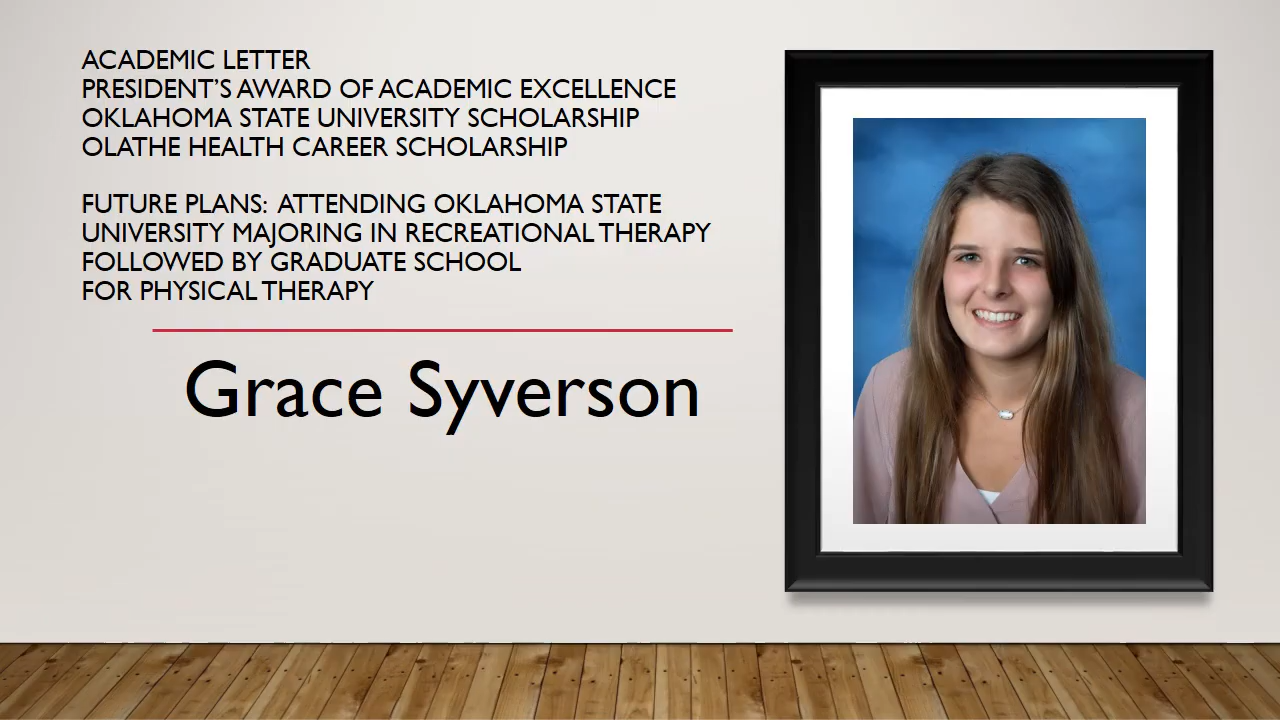 ACADEMIC LETTER
PRESIDENT'S AWARD OF ACADEMIC EXCELLENCE
OKLAHOMA STATE UNIVERSITY SCHOLARSHIP
OLATHE HEALTH CAREER SCHOLARSHIP
FUTURE PLANS: ATTENDING OKLAHOMA STATE
UNIVERSITY MAJORING IN RECREATIONAL THERAPY
FOLLOWED BY GRADUATE SCHOOL
FOR PHYSICAL THERAPY
Grace Syverson